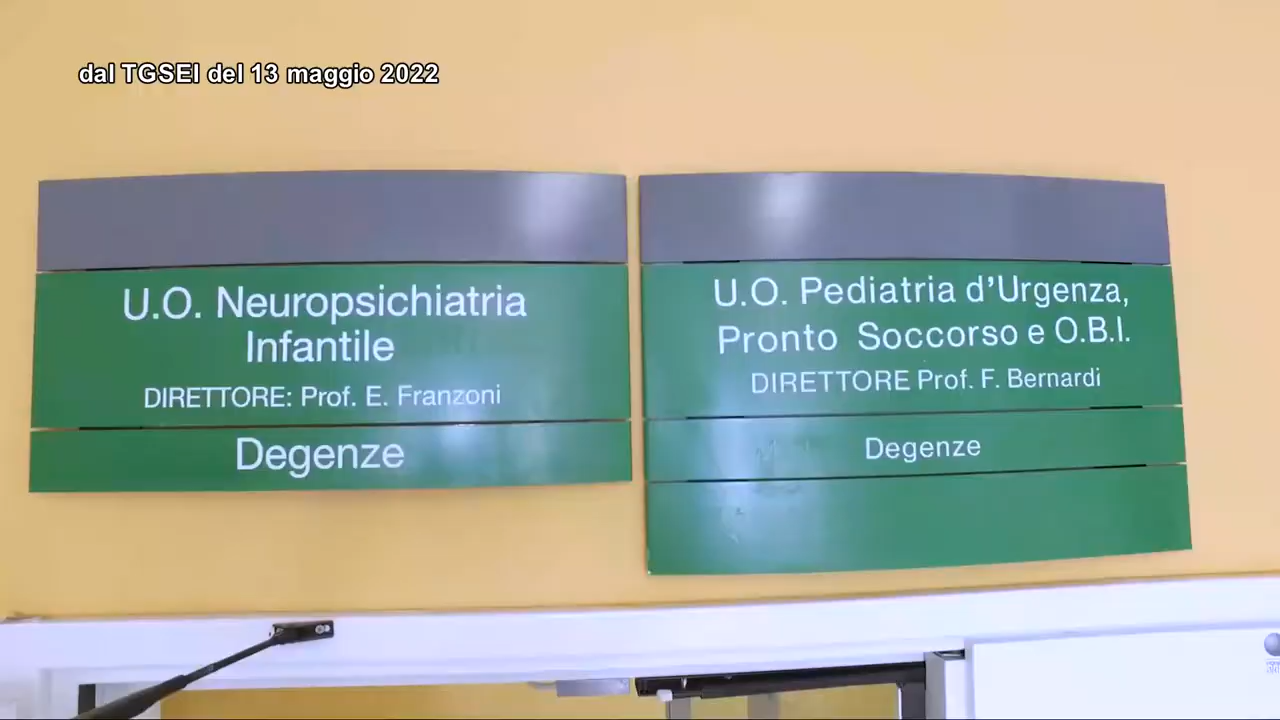 dal TGSEI del 13 maggio 2022
U.O. Neuropsichiatria
Infantile
DIRETTORE: Prof. E. Franzoni
Degenze
U.O. Pediatria d'Urgenza,
Pronto Soccorso e O.B.I.
DIRETTORE Prof. F. Bernardi
Degenze